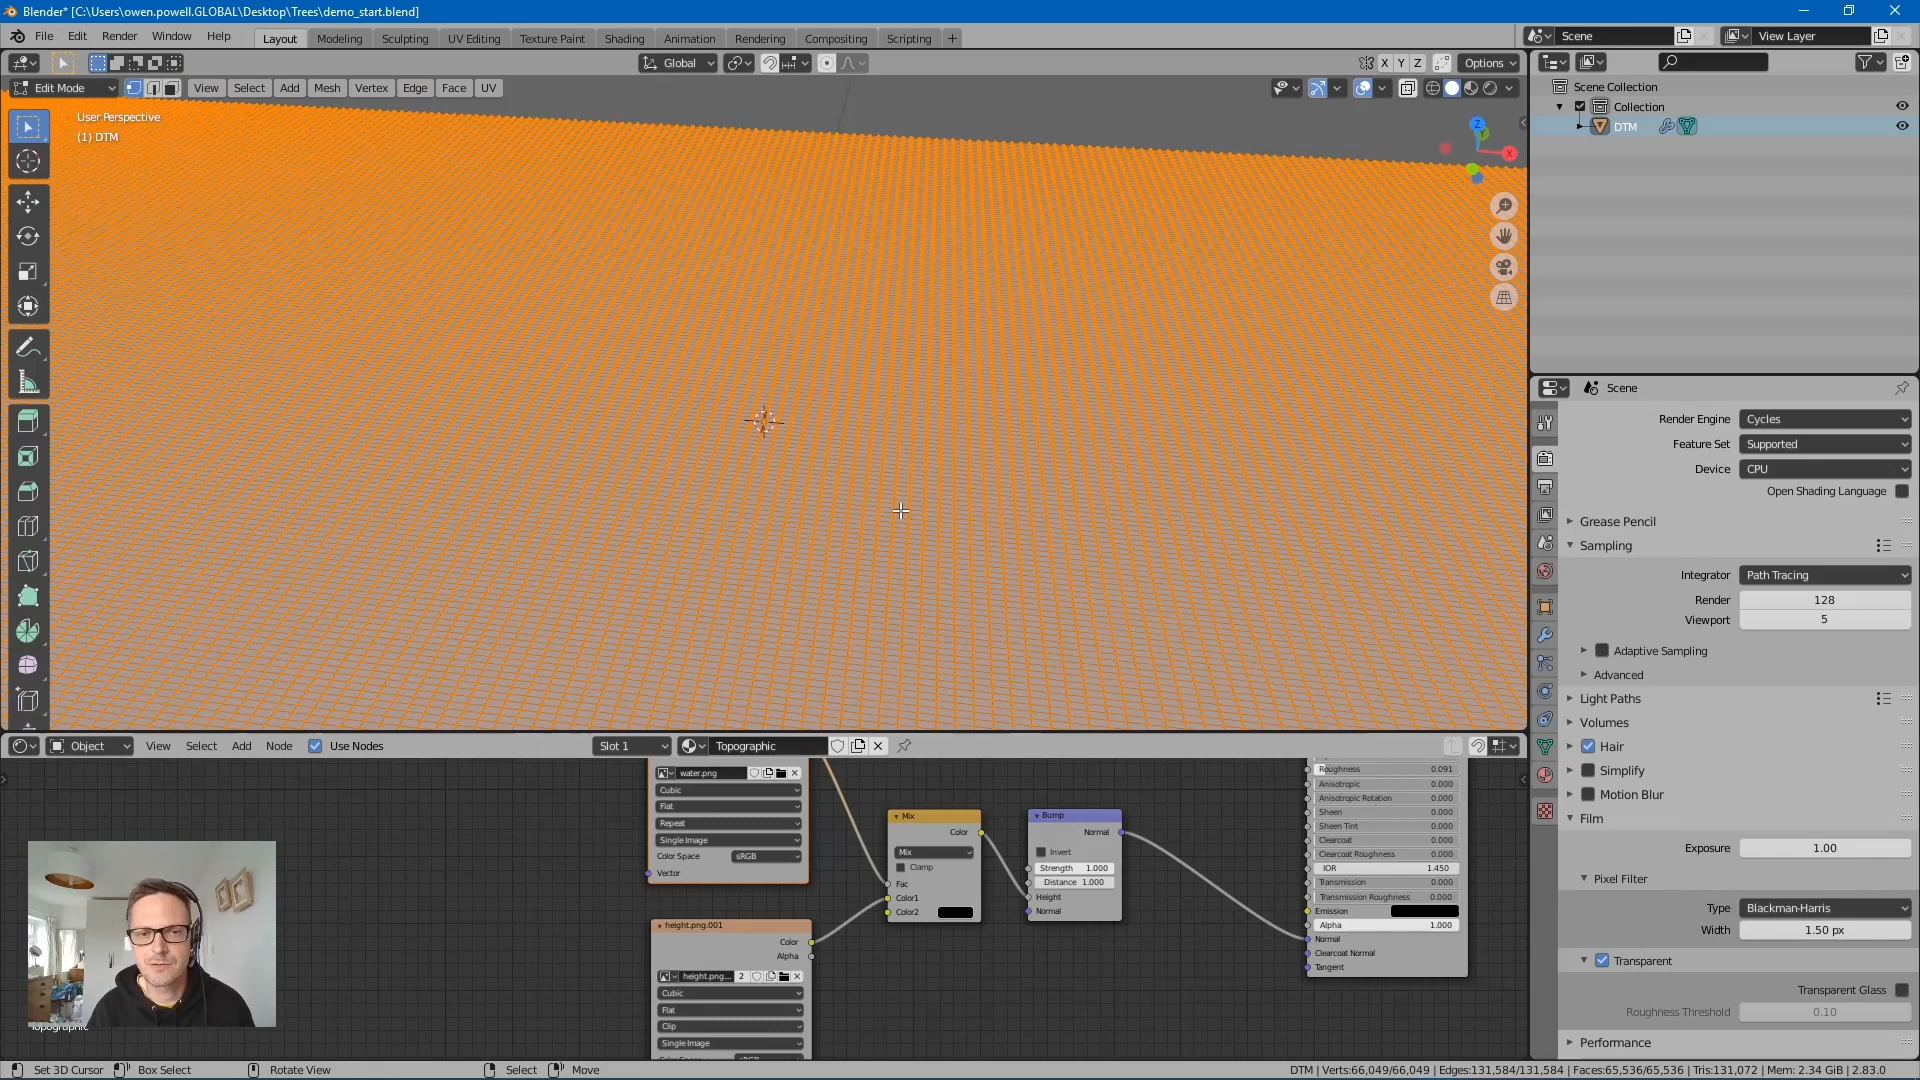 Blender* [C:\Users\owen.powell.GLOBAL\Desktop\Trees\demo_start.blend]
File Edit Render Window Help Layout Modeling Sculpting UV Editing Texture Paint Shading Animation Rendering Compositing Scripting + Scene View Layer
Global X Y Z Options
Edit Mode View Select Add Mesh Vertex Edge Face UV
User Perspective
(1) DTM
Z
X
Scene Collection
Collection
DTM
Scene
Render Engine Cycles
Feature Set Supported
Device CPU
Open Shading Language
Grease Pencil
Sampling
Integrator Path Tracing
Render 128
Viewport 5
Adaptive Sampling
Advanced
Light Paths
Volumes
Hair
Simplify
Motion Blur
Film
Exposure 1.00
Pixel Filter
Type Blackman-Harris
Width 1.50 px
Transparent
Transparent Glass
Roughness Threshold 0.10
Performance
Object View Select Add Node Use Nodes Slot 1 Topographic
water.png
Cubic
Flat
Repeat
Single Image
Color Space sRGB
Vector
height.png.001
Color
Alpha
height.png... 2
Cubic
Flat
Clip
Single Image
Mix
Color
Mix
Clamp
Fac
Color1
Color2
Bump
Normal
Invert
Strength 1.000
Distance 1.000
Height
Normal
Roughness 0.091
Anisotropic 0.000
Anisotropic Rotation 0.000
Sheen 0.000
Sheen Tint 0.000
Clearcoat 0.000
Clearcoat Roughness 0.000
IOR 1.450
Transmission 0.000
Transmission Roughness 0.000
Emission
Alpha 1.000
Normal
Clearcoat Normal
Tangent
Set 3D Cursor Box Select Rotate View Select Move DTM | Verts:66,049/66,049 | Edges:131,584/131,584 | Faces:65,536/65,536 | Tris:131,072 | Mem: 2.34 GiB | 2.83.0